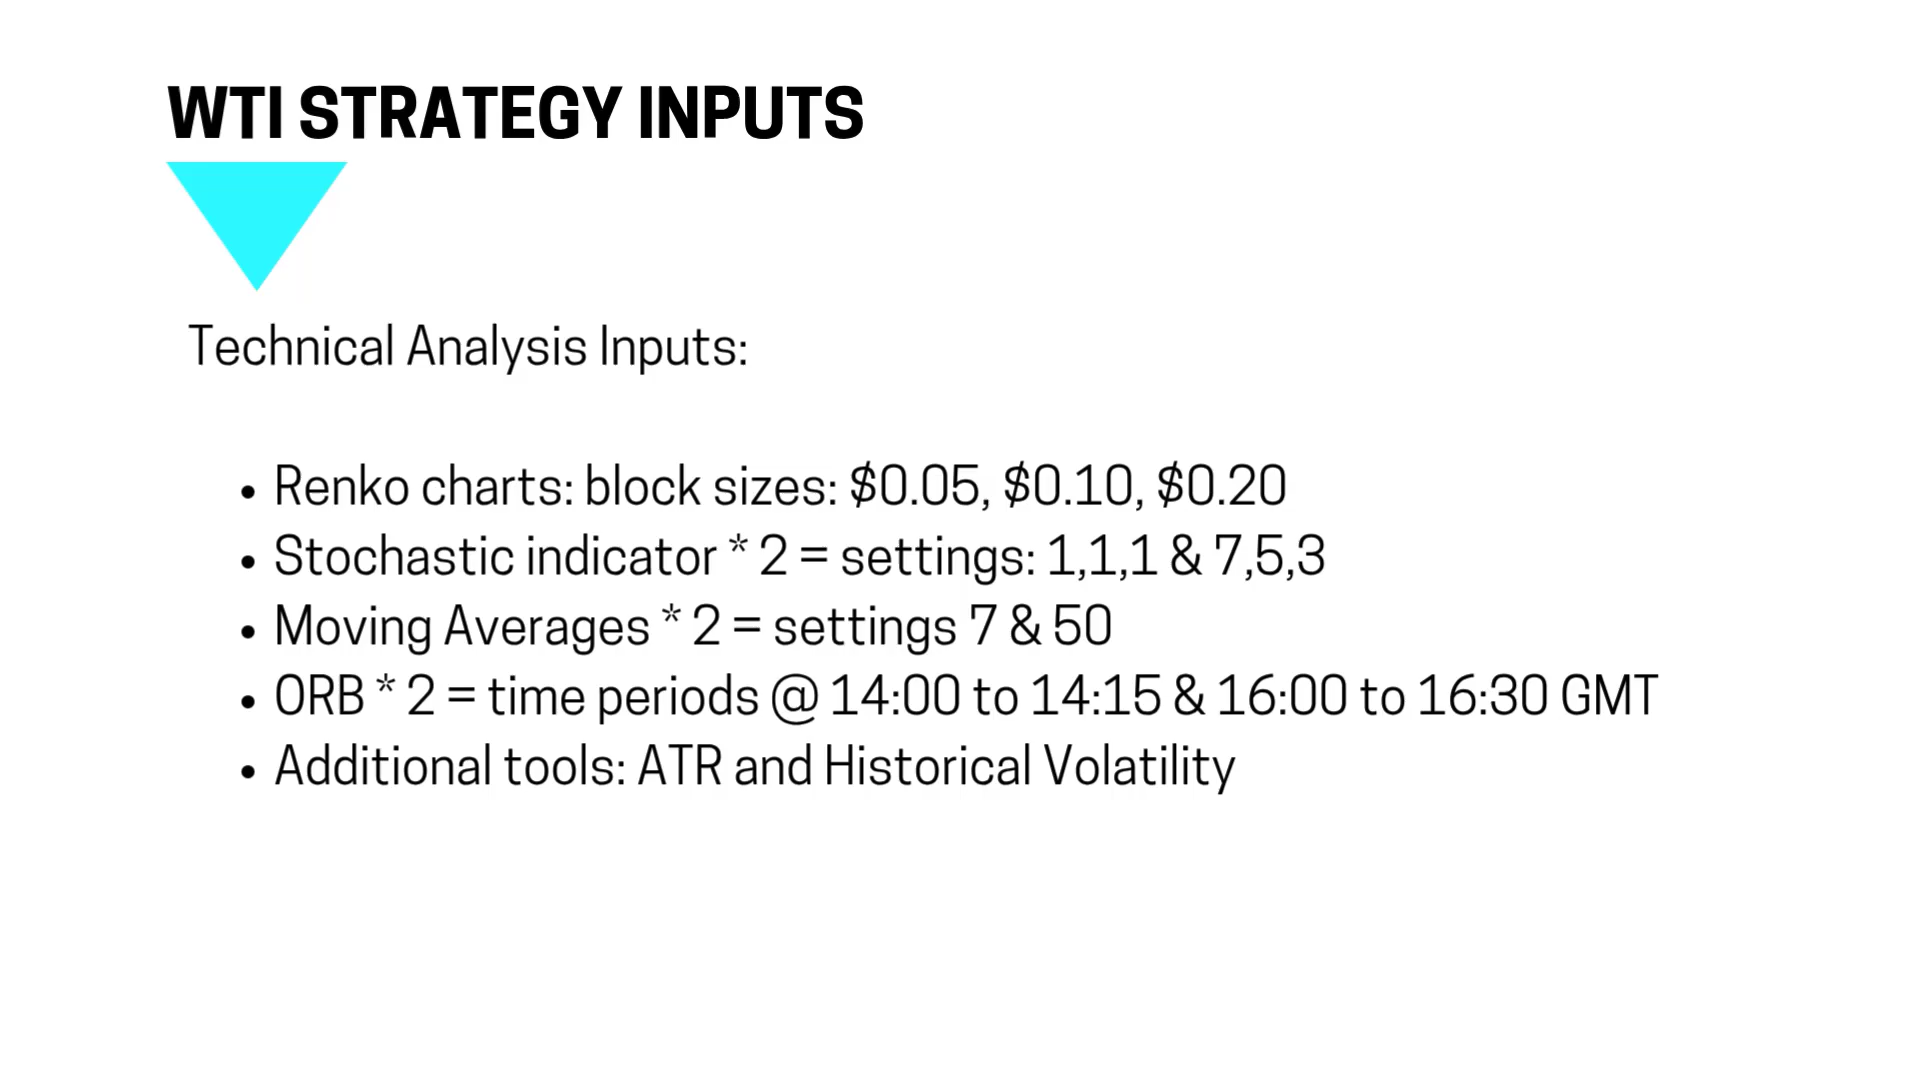 WTI STRATEGY INPUTS
Technical Analysis Inputs:
• Renko charts: block sizes: $0.05, $0.10, $0.20
• Stochastic indicator * 2 = settings: 1,1,1 & 7,5,3
• Moving Averages * 2 = settings 7 & 50
• ORB * 2 = time periods @ 14:00 to 14:15 & 16:00 to 16:30 GMT
• Additional tools: ATR and Historical Volatility